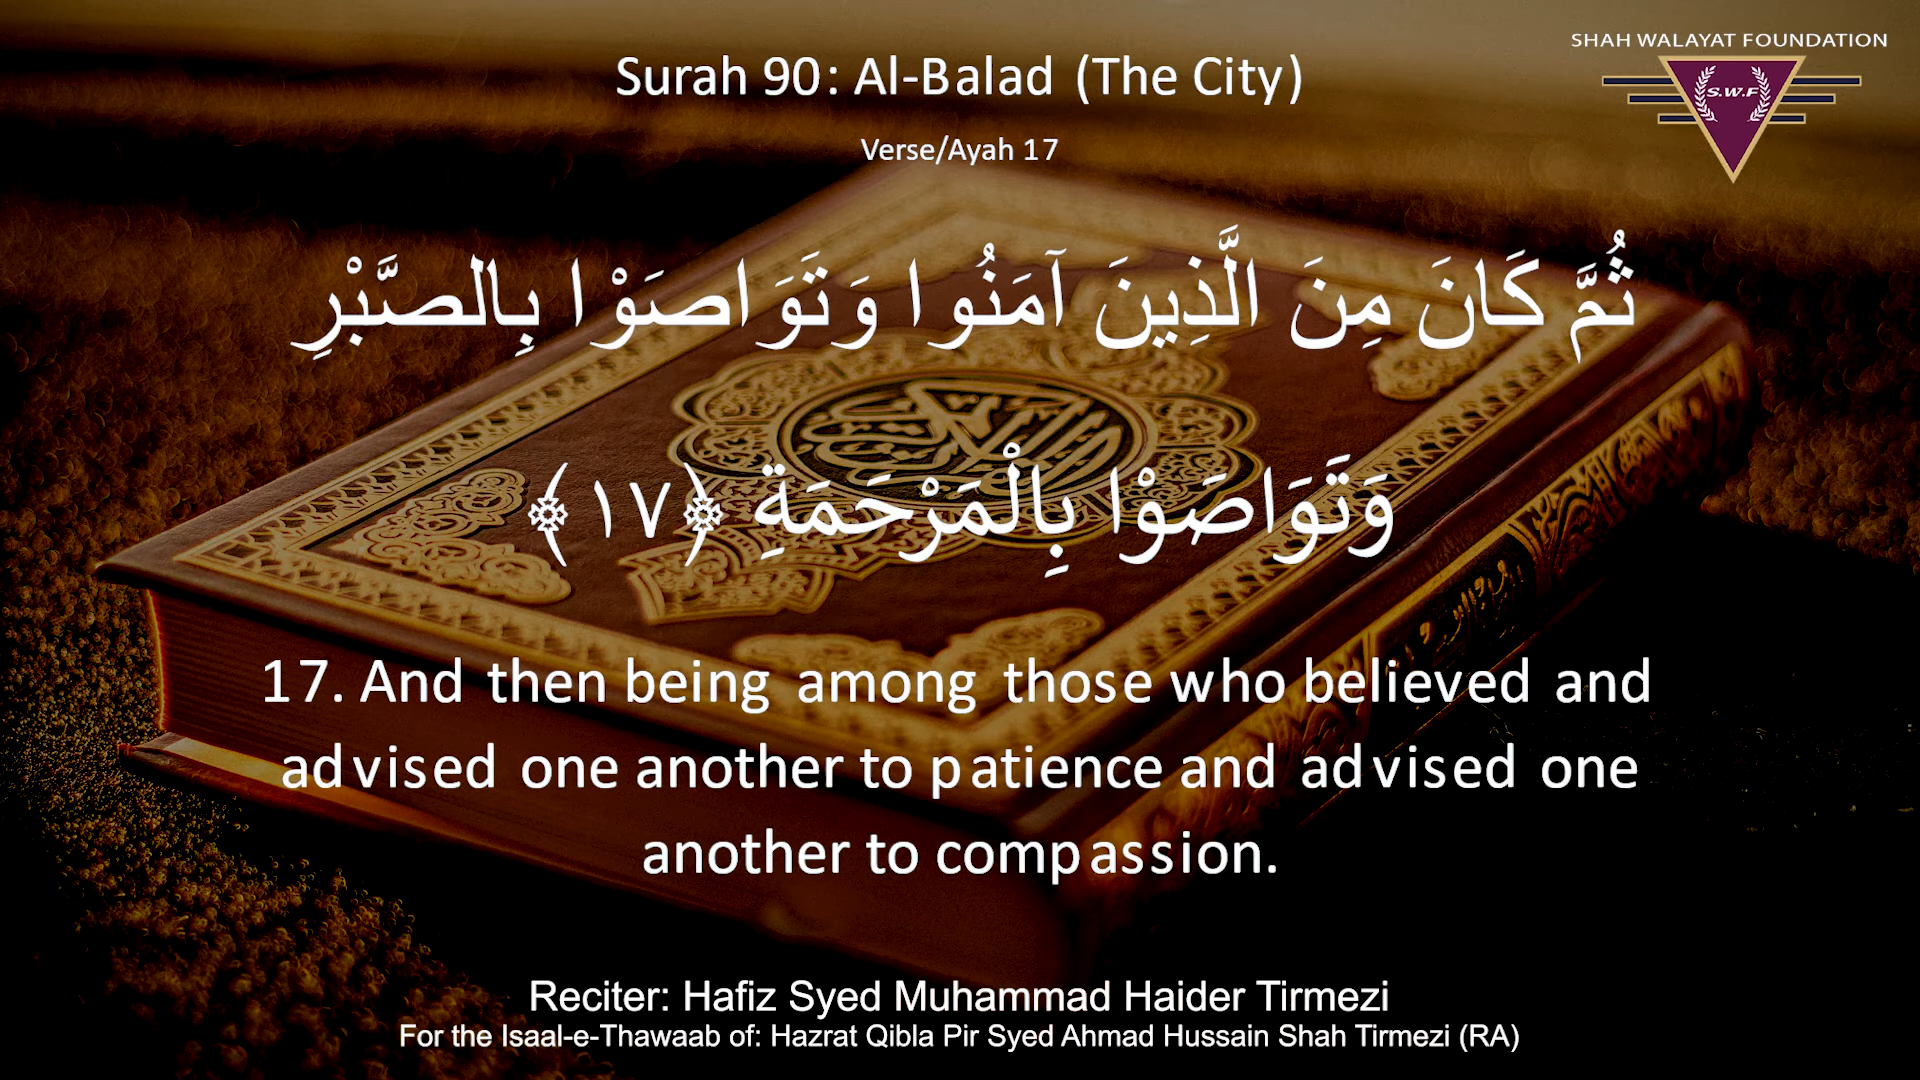 SHAH WALAYAT FOUNDATION
S.W.F
Surah 90: Al-Balad (The City)
Verse/Ayah 17
ثُمَّ كَانَ مِنَ الَّذِينَ آمَنُوا وَتَوَاصَوْا بِالصَّبْرِ
وَتَوَاصَوْا بِالْمَرْحَمَةِ ﴿١٧﴾
17. And then being among those who believed and
advised one another to patience and advised one
another to compassion.
Reciter: Hafiz Syed Muhammad Haider Tirmezi
For the Isaal-e-Thawaab of: Hazrat Qibla Pir Syed Ahmad Hussain Shah Tirmezi (RA)